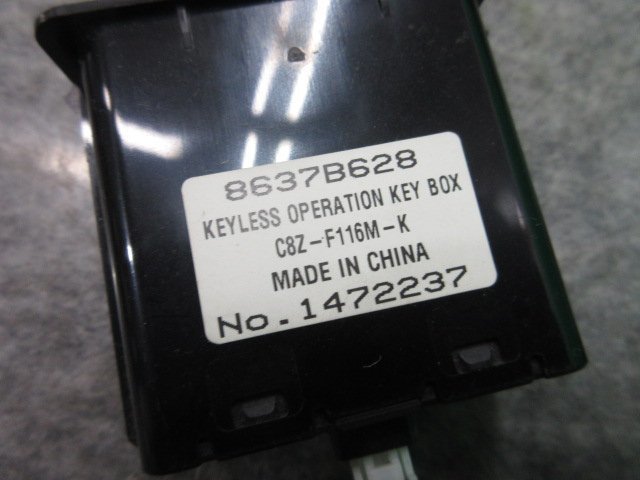 8637B628
KEYLESS OPERATION KEY BOX
C8Z-F116M-K
MADE IN CHINA
No.1472237